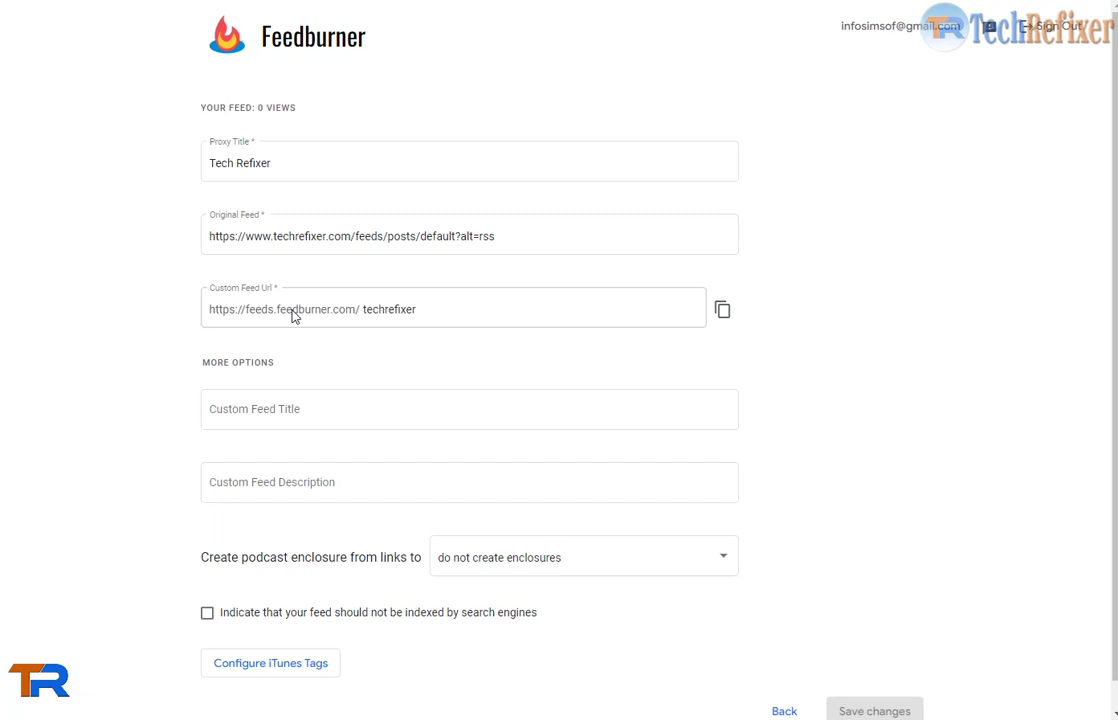 Feedburner
infosimsof@gmail.com
Sign Out
TR TechRefixer
YOUR FEED: 0 VIEWS
Proxy Title *
Tech Refixer
Original Feed *
https://www.techrefixer.com/feeds/posts/default?alt=rss
Custom Feed Url *
https://feeds.feedburner.com/ techrefixer
MORE OPTIONS
Custom Feed Title
Custom Feed Description
Create podcast enclosure from links to do not create enclosures
Indicate that your feed should not be indexed by search engines
Configure iTunes Tags
TR
Back Save changes